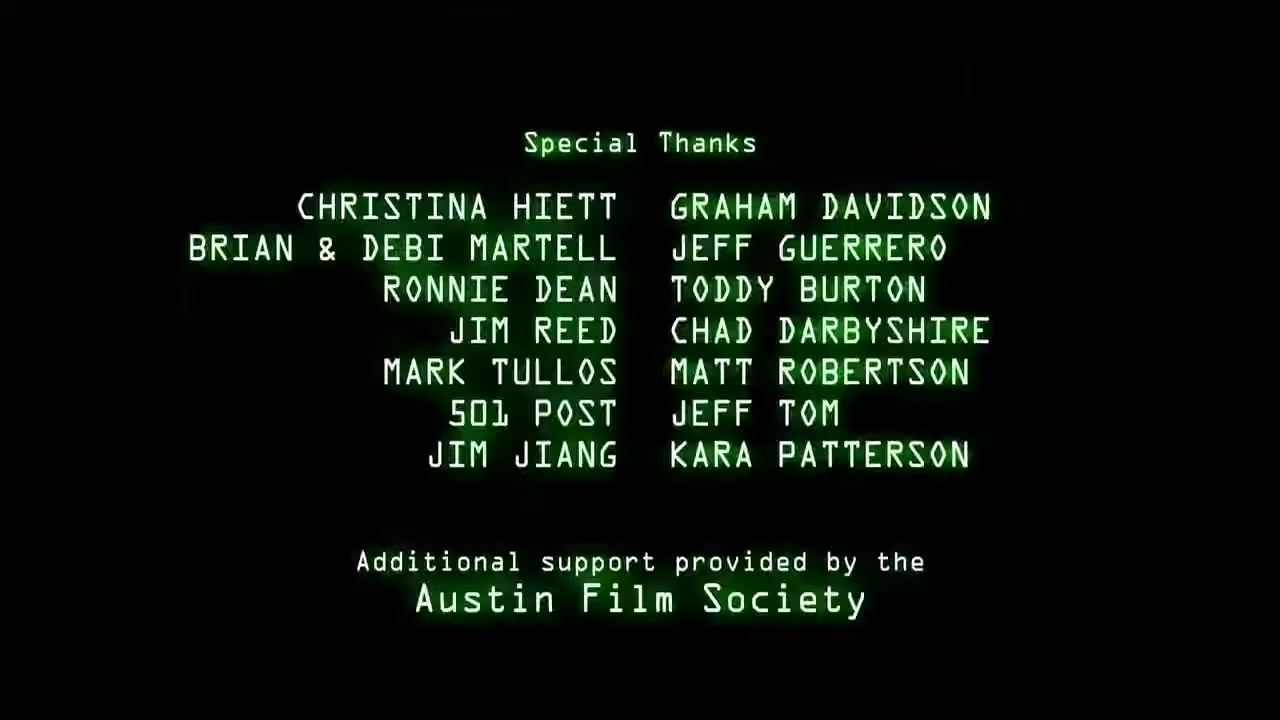 Special Thanks
CHRISTINA HIETT GRAHAM DAVIDSON
BRIAN & DEBI MARTELL JEFF GUERRERO
RONNIE DEAN TODDY BURTON
JIM REED CHAD DARBYSHIRE
MARK TULLOS MATT ROBERTSON
501 POST JEFF TOM
JIM JIANG KARA PATTERSON
Additional support provided by the
Austin Film Society